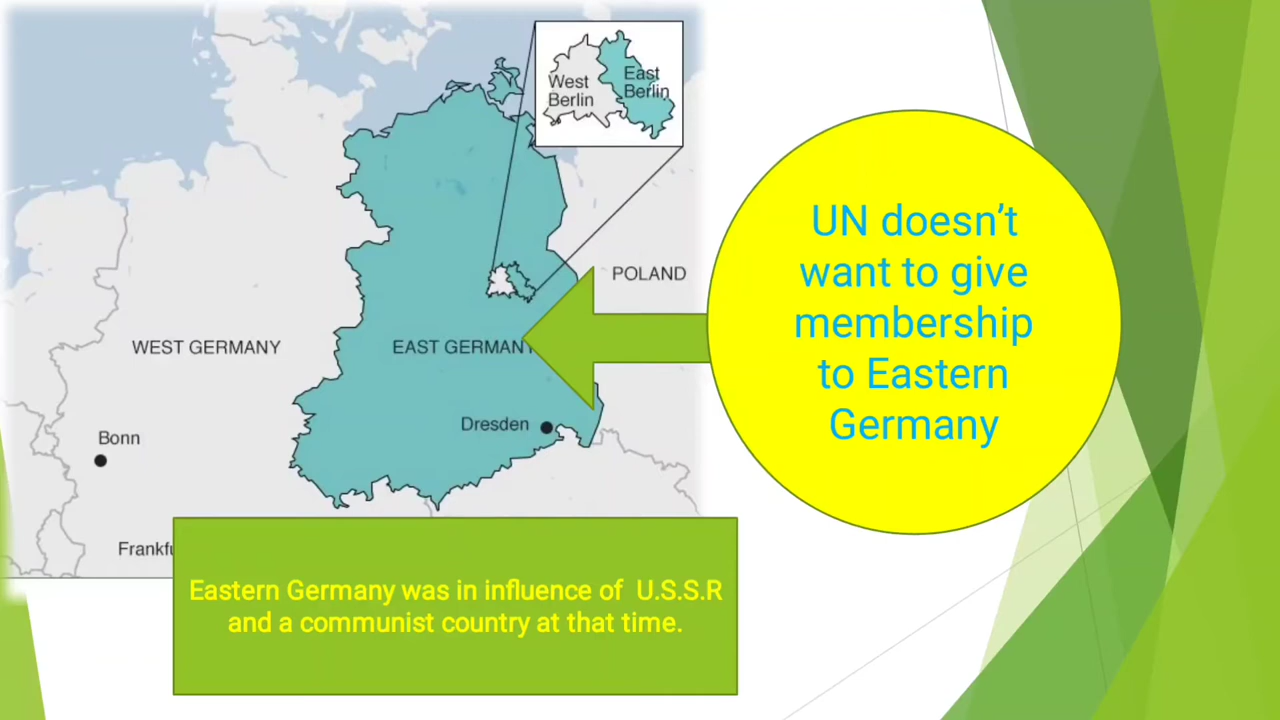 West
Berlin
East
Berlin
POLAND
WEST GERMANY
EAST GERMANY
Dresden
Bonn
UN doesn’t
want to give
membership
to Eastern
Germany
Eastern Germany was in influence of  U.S.S.R
and a communist country at that time.